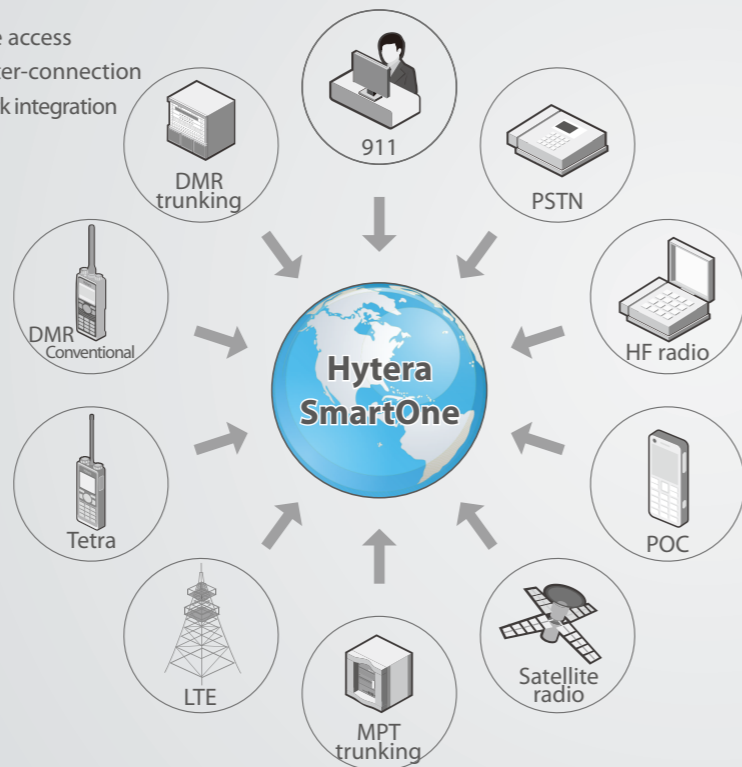 access
ter-connection
integration
911
DMR
trunking
PSTN
DMR
Conventional
HF radio
Hytera
SmartOne
Tetra
POC
LTE
Satellite
radio
MPT
trunking